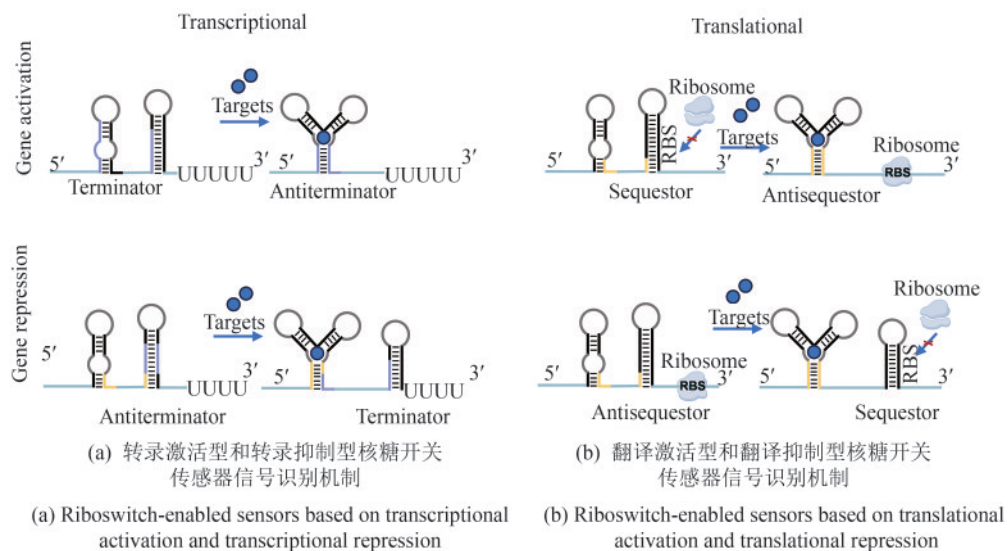 Transcriptional
Translational
Gene activation
Targets
5′
3′
Terminator
UUUUU
5′
3′
Antiterminator
UUUUU
Ribosome
RBS
Targets
5′
Sequestor
Ribosome
5′
RBS
3′
Antisequestor
Gene repression
Targets
5′
3′
Antiterminator
UUUU
5′
3′
Terminator
UUUU
Targets
Ribosome
5′
RBS
3′
Antisequestor
Ribosome
RBS
5′
3′
Sequestor
(a) 转录激活型和转录抑制型核糖开关
传感器信号识别机制
(b) 翻译激活型和翻译抑制型核糖开关
传感器信号识别机制
(a) Riboswitch-enabled sensors based on transcriptional
activation and transcriptional repression
(b) Riboswitch-enabled sensors based on translational
activation and translational repression